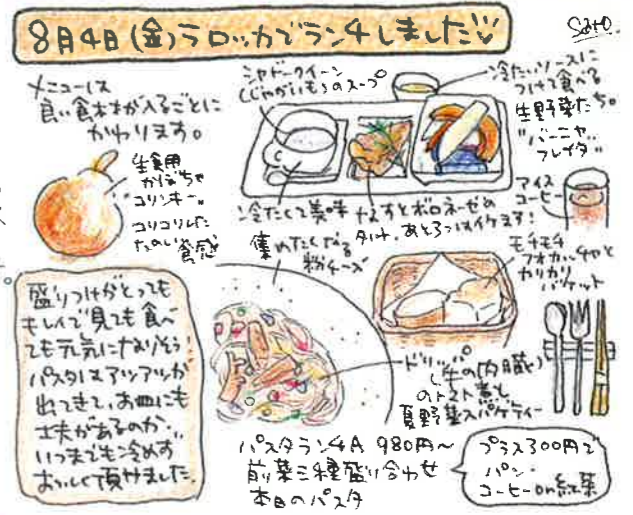 8月4日(金)ラロッカでランチしました
Sato.
メニューは
良い食材が入るごとに
かわります。
シャドークイーン
(じゃがいも)のスープ
冷たいソースに
つけて食べる
生野菜たち。
"バーニャ
フレイダ"
生食用
かぼちゃ
"コリンキー"
コリコリした
たのしい食感
冷たくて美味
なすとボロネーゼの
タルト。あと3つはイケます!
アイス
コーヒー
集めたくなる
粉チーズ
モチモチ
フォカッチャと
カリカリ
バケット
盛りつけがとっても
キレイで見ても食べ
ても元気になりそう!
パスタはアツアツが
出てきて、お皿にも
工夫があるのか、
いつまでも冷めず
おいしく頂けました。
トリッパ
(牛の内臓)
のトマト煮と
夏野菜スパゲティー
パスタランチA 980円〜
前菜三種盛り合わせ
本日のパスタ
プラス300円で
パン・
コーヒーor紅茶